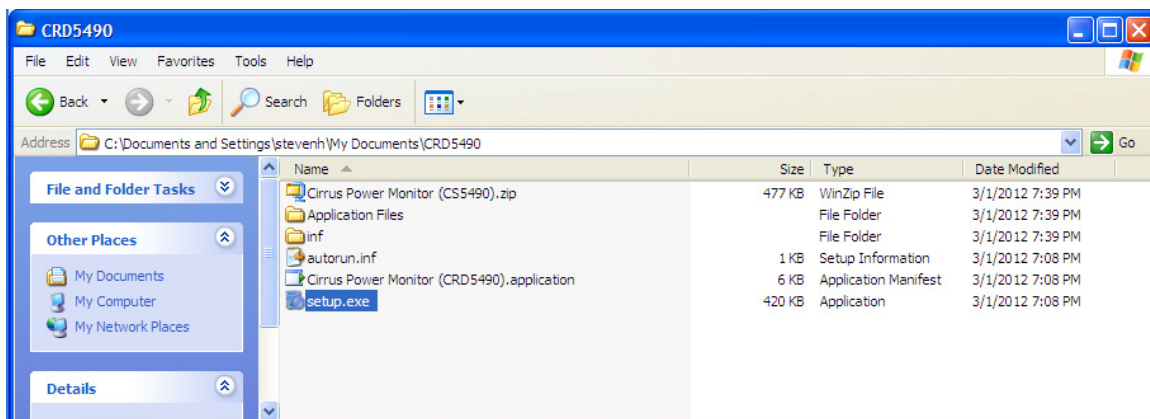 CRD5490
File Edit View Favorites Tools Help
Back Search Folders
Address C:\Documents and Settings\stevenh\My Documents\CRD5490 Go
File and Folder Tasks
Other Places
My Documents
My Computer
My Network Places
Details
Name Size Type Date Modified
Cirrus Power Monitor (CS5490).zip 477 KB WinZip File 3/1/2012 7:39 PM
Application Files File Folder 3/1/2012 7:39 PM
inf File Folder 3/1/2012 7:39 PM
autorun.inf 1 KB Setup Information 3/1/2012 7:08 PM
Cirrus Power Monitor (CRD5490).application 6 KB Application Manifest 3/1/2012 7:08 PM
setup.exe 420 KB Application 3/1/2012 7:08 PM